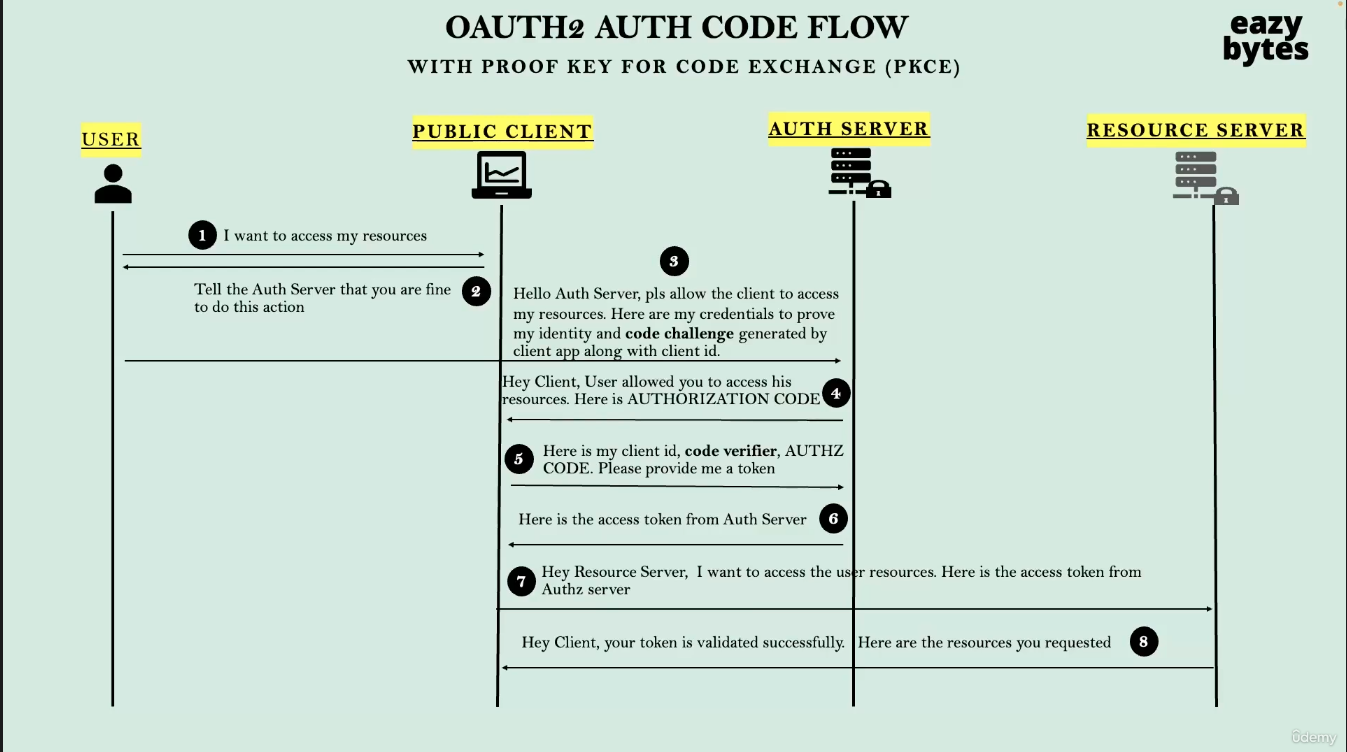 OAUTH2 AUTH CODE FLOW
WITH PROOF KEY FOR CODE EXCHANGE (PKCE)
eazy
bytes
USER
PUBLIC CLIENT
AUTH SERVER
RESOURCE SERVER
1 I want to access my resources
Tell the Auth Server that you are fine
to do this action
2
3
Hello Auth Server, pls allow the client to access
my resources. Here are my credentials to prove
my identity and code challenge generated by
client app along with client id.
Hey Client, User allowed you to access his
resources. Here is AUTHORIZATION CODE
4
5
Here is my client id, code verifier, AUTHZ
CODE. Please provide me a token
Here is the access token from Auth Server 6
7
Hey Resource Server, I want to access the user resources. Here is the access token from
Authz server
Hey Client, your token is validated successfully. Here are the resources you requested 8
ûdemy